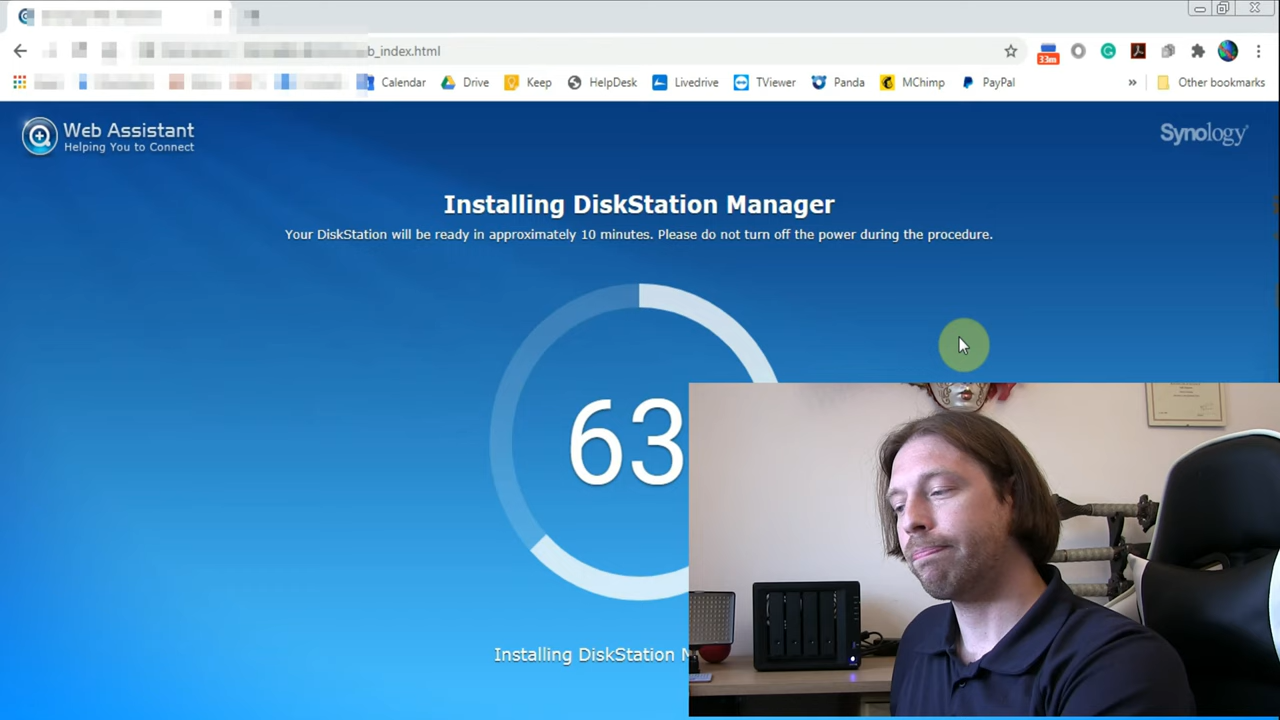 b_index.html
33m
Calendar
Drive
Keep
HelpDesk
Livedrive
TViewer
Panda
MChimp
PayPal
»
Other bookmarks
Web Assistant
Helping You to Connect
Synology
Installing DiskStation Manager
Your DiskStation will be ready in approximately 10 minutes. Please do not turn off the power during the procedure.
63
Installing DiskStation M